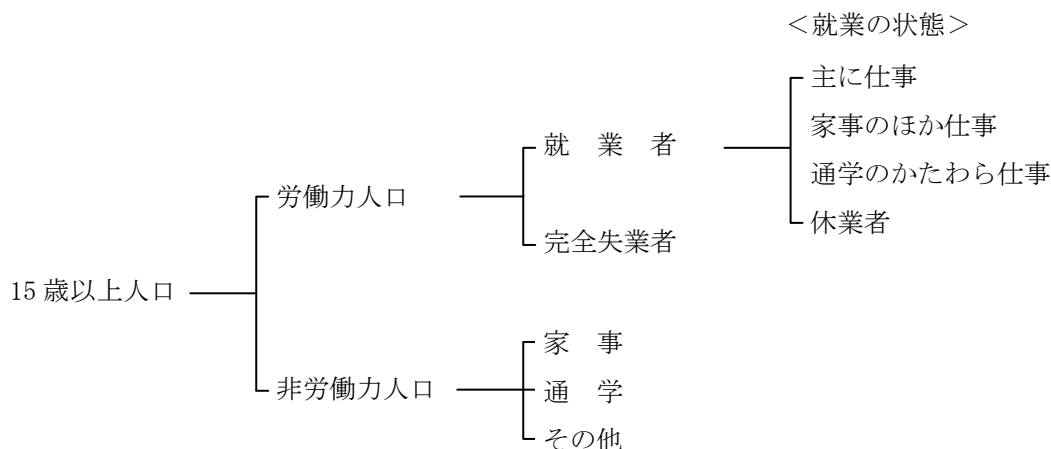 ＜就業の状態＞
主に仕事
家事のほか仕事
就　業　者
通学のかたわら仕事
労働力人口
休業者
完全失業者
15 歳以上人口
家　事
非労働力人口
通　学
その他